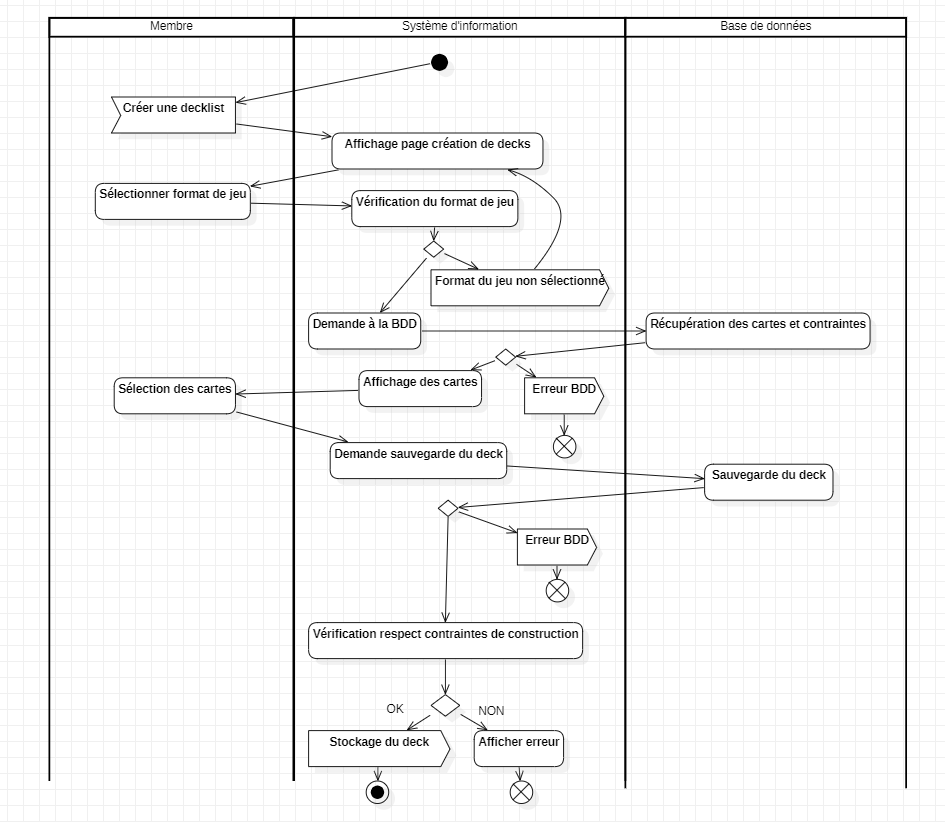 Membre
Système d'information
Base de données
Créer une decklist
Affichage page création de decks
Sélectionner format de jeu
Vérification du format de jeu
Format du jeu non sélectionné
Demande à la BDD
Récupération des cartes et contraintes
Affichage des cartes
Erreur BDD
Sélection des cartes
Demande sauvegarde du deck
Sauvegarde du deck
Erreur BDD
Vérification respect contraintes de construction
OK
NON
Stockage du deck
Afficher erreur